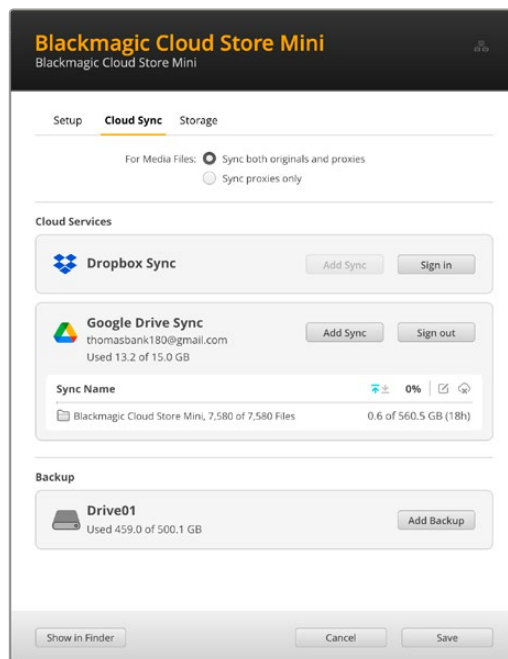 Blackmagic Cloud Store Mini
Blackmagic Cloud Store Mini
Setup Cloud Sync Storage
For Media Files: Sync both originals and proxies
Sync proxies only
Cloud Services
Dropbox Sync Add Sync Sign in
Google Drive Sync
thomasbank180@gmail.com
Used 13.2 of 15.0 GB
Add Sync Sign out
Sync Name 0%
Blackmagic Cloud Store Mini, 7,580 of 7,580 Files 0.6 of 560.5 GB (18h)
Backup
Drive01
Used 459.0 of 500.1 GB
Add Backup
Show in Finder Cancel Save